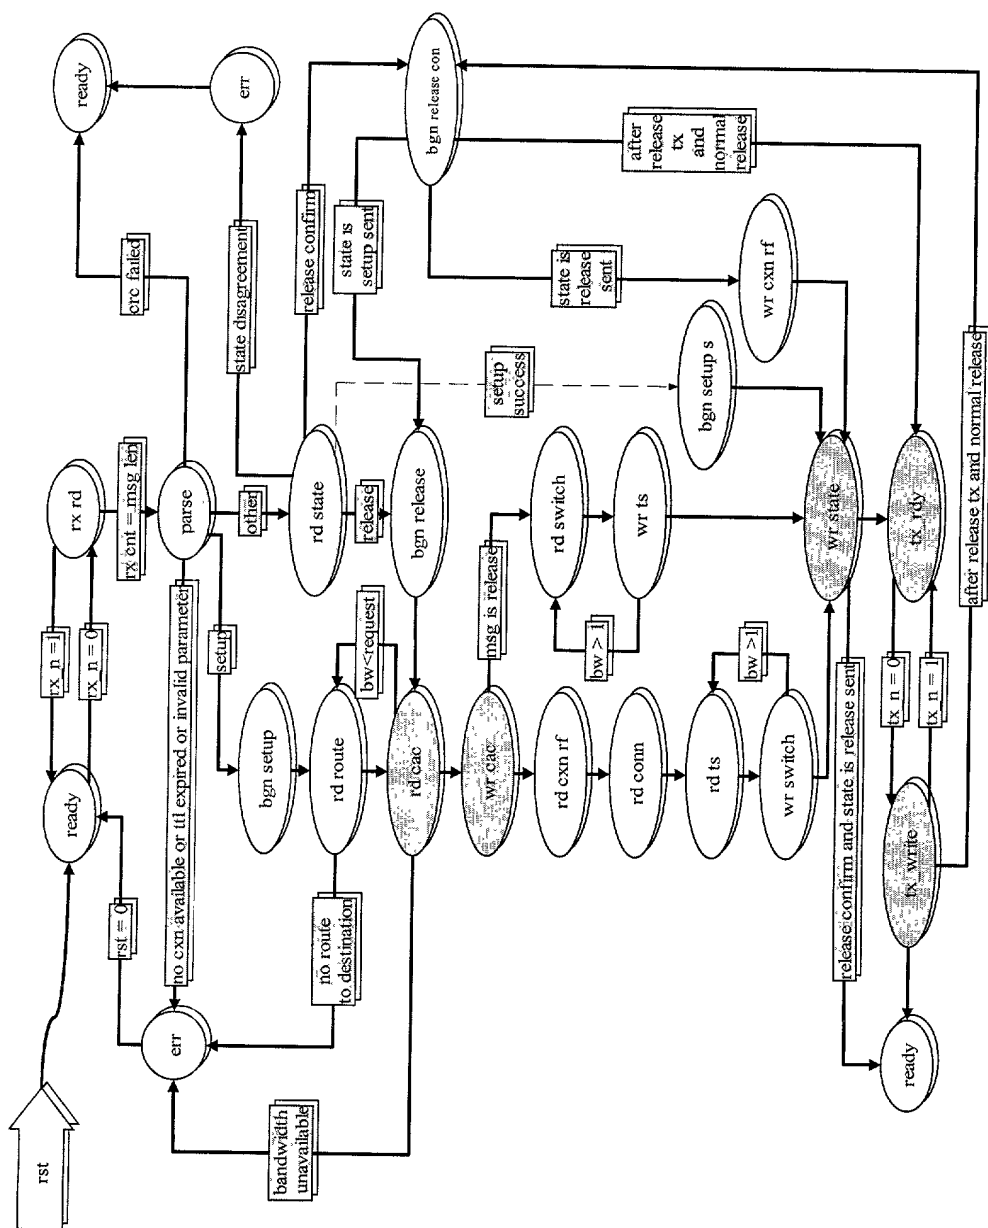 rst
ready
rx_n = 1
rx_n = 0
rx rd
rx cnt = msg len
rst = 0
err
no cxn available or ttl expired or invalid parameter
parse
crc failed
ready
err
setup
other
state disagreement
bgn setup
rd state
release confirm
release
state is
setup sent
bgn release con
no route
to destination
rd route
bw<request
bandwidth
unavailable
rd cac
bgn release
setup
success
state is
release
sent
after
release
tx
and
normal
release
wr cac
msg is release
rd cxn rf
rd switch
rd conn
bw > 1
wr ts
bgn setup s
wr cxn rf
rd ts
bw >1
wr switch
wr state
release confirm and state is release sent
ready
tx_write
tx_n = 0
tx_n = 1
tx_rdy
after release tx and normal release